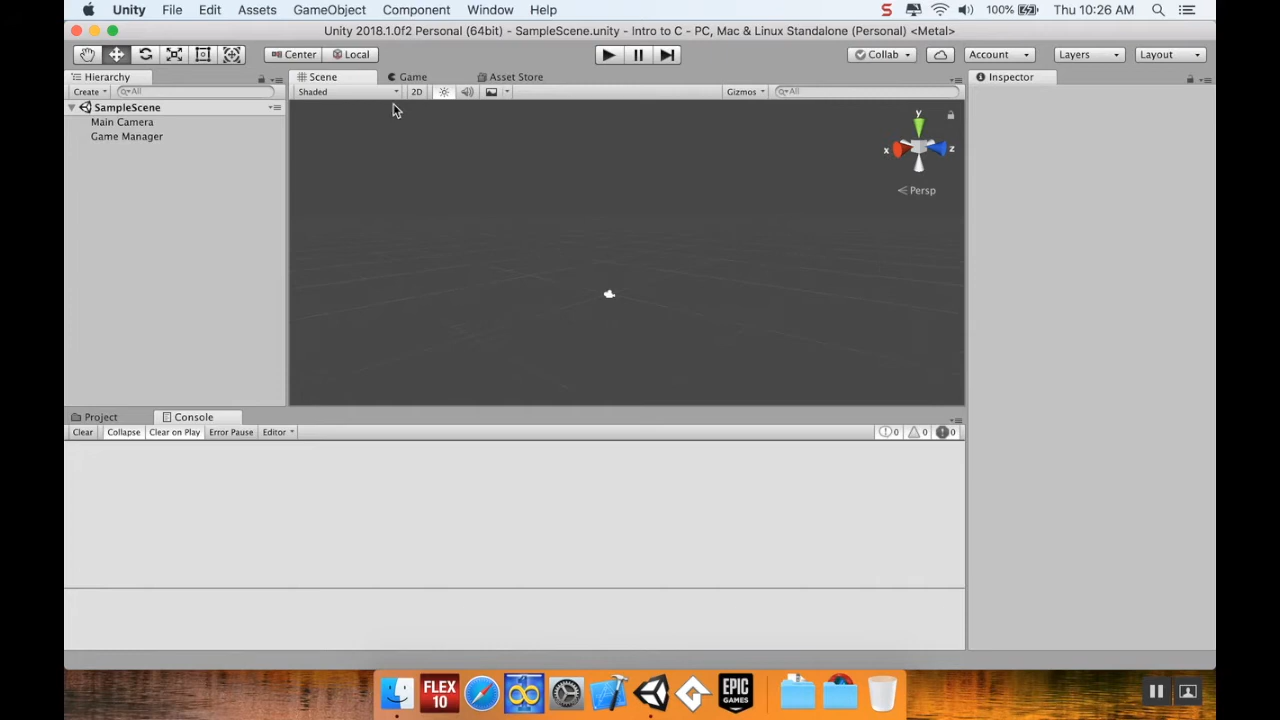 Unity File Edit Assets GameObject Component Window Help S 100% Thu 10:26 AM
Unity 2018.1.0f2 Personal (64bit) - SampleScene.unity - Intro to C - PC, Mac & Linux Standalone (Personal) <Metal>
Center Local Collab Account Layers Layout
Hierarchy Scene Game Asset Store Inspector
Create All Shaded 2D Gizmos All
SampleScene
Main Camera
Game Manager
y
x z
Persp
Project Console
Clear Collapse Clear on Play Error Pause Editor 0 0 0
FLEX
10
EPIC
GAMES